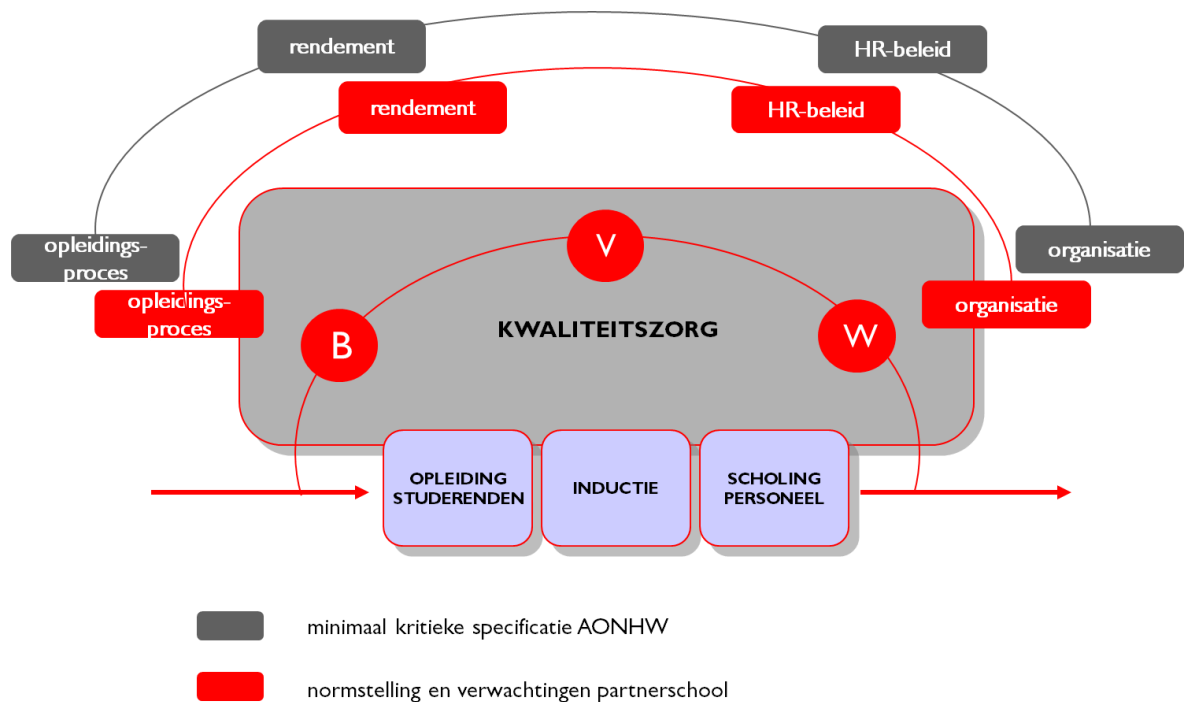 rendement
HR-beleid
rendement
HR-beleid
opleidings-
proces
organisatie
opleidings-
proces
organisatie
V
B
KWALITEITSZORG
W
OPLEIDING
STUDERENDEN
INDUCTIE
SCHOLING
PERSONEEL
minimaal kritieke specificatie AONHW
normstelling en verwachtingen partnerschool